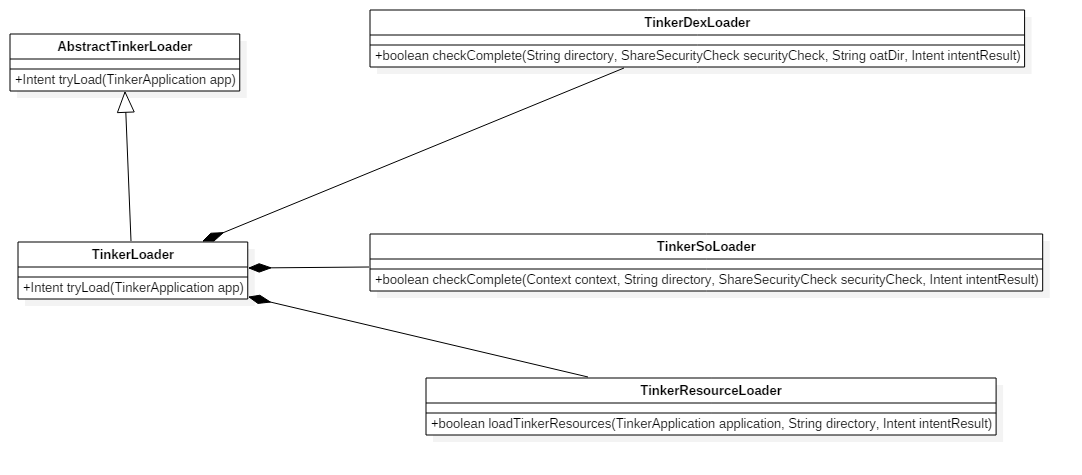 AbstractTinkerLoader
+Intent tryLoad(TinkerApplication app)
TinkerDexLoader
+boolean checkComplete(String directory, ShareSecurityCheck securityCheck, String oatDir, Intent intentResult)
TinkerLoader
+Intent tryLoad(TinkerApplication app)
TinkerSoLoader
+boolean checkComplete(Context context, String directory, ShareSecurityCheck securityCheck, Intent intentResult)
TinkerResourceLoader
+boolean loadTinkerResources(TinkerApplication application, String directory, Intent intentResult)